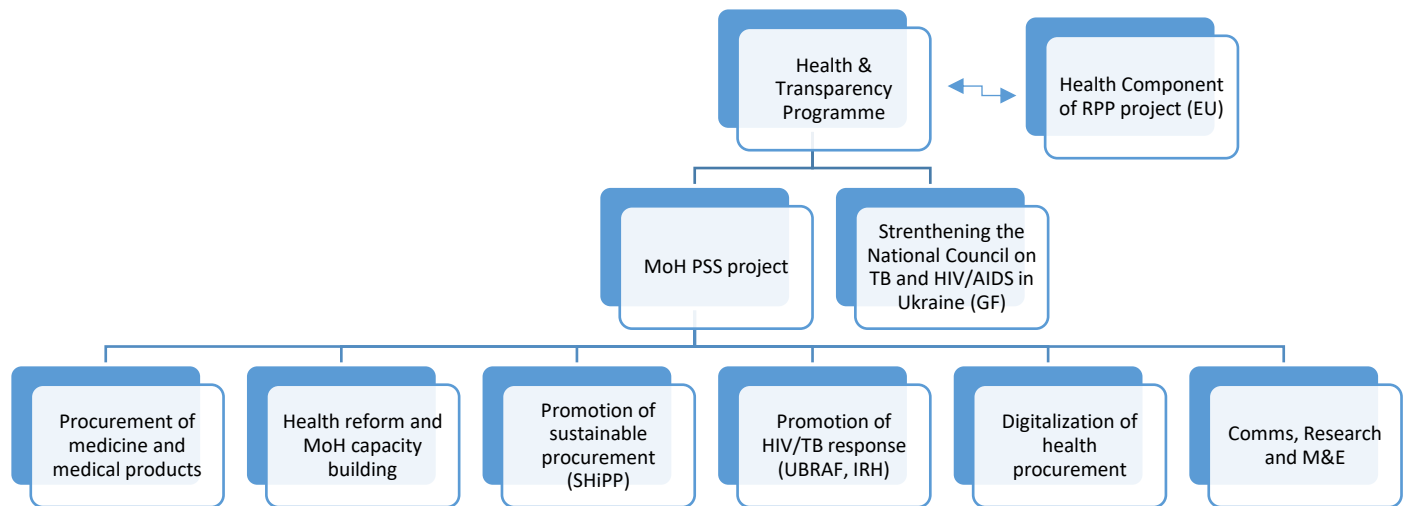 Health &
Transparency
Programme
Health Component
of RPP project (EU)
MoH PSS project
Strenthening the
National Council on
TB and HIV/AIDS in
Ukraine (GF)
Procurement of
medicine and
medical products
Health reform and
MoH capacity
building
Promotion of
sustainable
procurement
(SHiPP)
Promotion of
HIV/TB response
(UBRAF, IRH)
Digitalization of
health
procurement
Comms, Research
and M&E